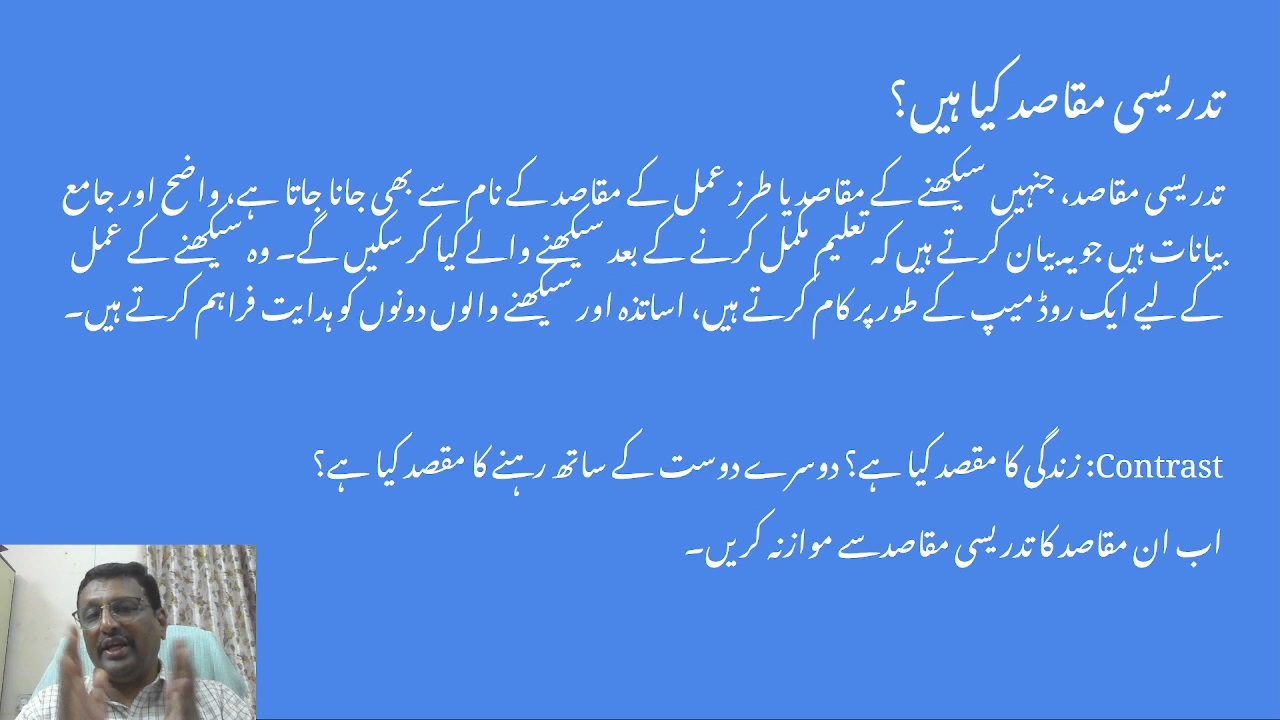 تدریسی مقاصد کیا ہیں؟
تدریسی مقاصد، جنہیں سیکھنے کے مقاصد یا طرز عمل کے مقاصد کے نام سے بھی جانا جاتا ہے، واضح اور جامع
بیانات ہیں جو یہ بیان کرتے ہیں کہ تعلیم مکمل کرنے کے بعد سیکھنے والے کیا کر سکیں گے۔ وہ سیکھنے کے عمل
کے لیے ایک روڈ میپ کے طور پر کام کرتے ہیں، اساتذہ اور سیکھنے والوں دونوں کو ہدایت فراہم کرتے ہیں۔
Contrast: زندگی کا مقصد کیا ہے؟ دوسرے دوست کے ساتھ رہنے کا مقصد کیا ہے؟
اب ان مقاصد کا تدریسی مقاصدسے موازنہ کریں۔